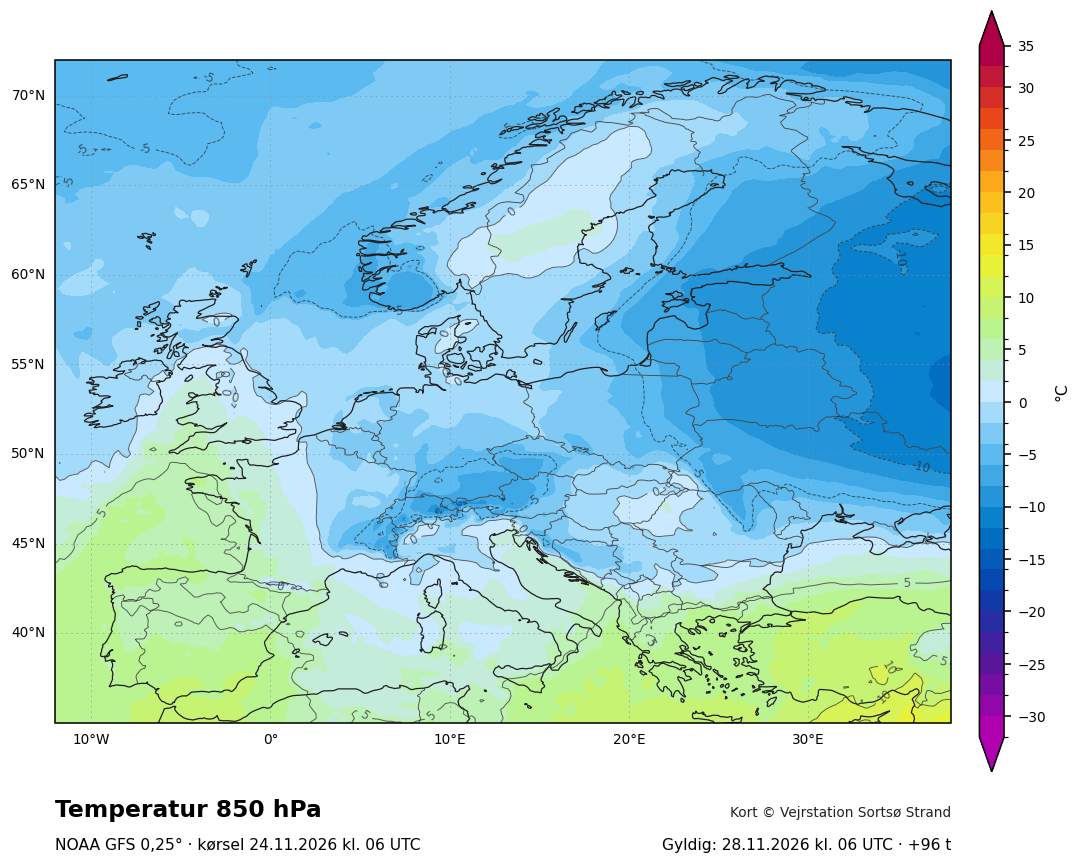 70°N
65°N
60°N
55°N
50°N
45°N
40°N
10°W 0° 10°E 20°E 30°E
35
30
25
20
15
10
5
0
−5
−10
−15
−20
−25
−30
°C
Temperatur 850 hPa
Kort © Vejrstation Sortsø Strand
NOAA GFS 0,25° · kørsel 24.11.2026 kl. 06 UTC
Gyldig: 28.11.2026 kl. 06 UTC · +96 t